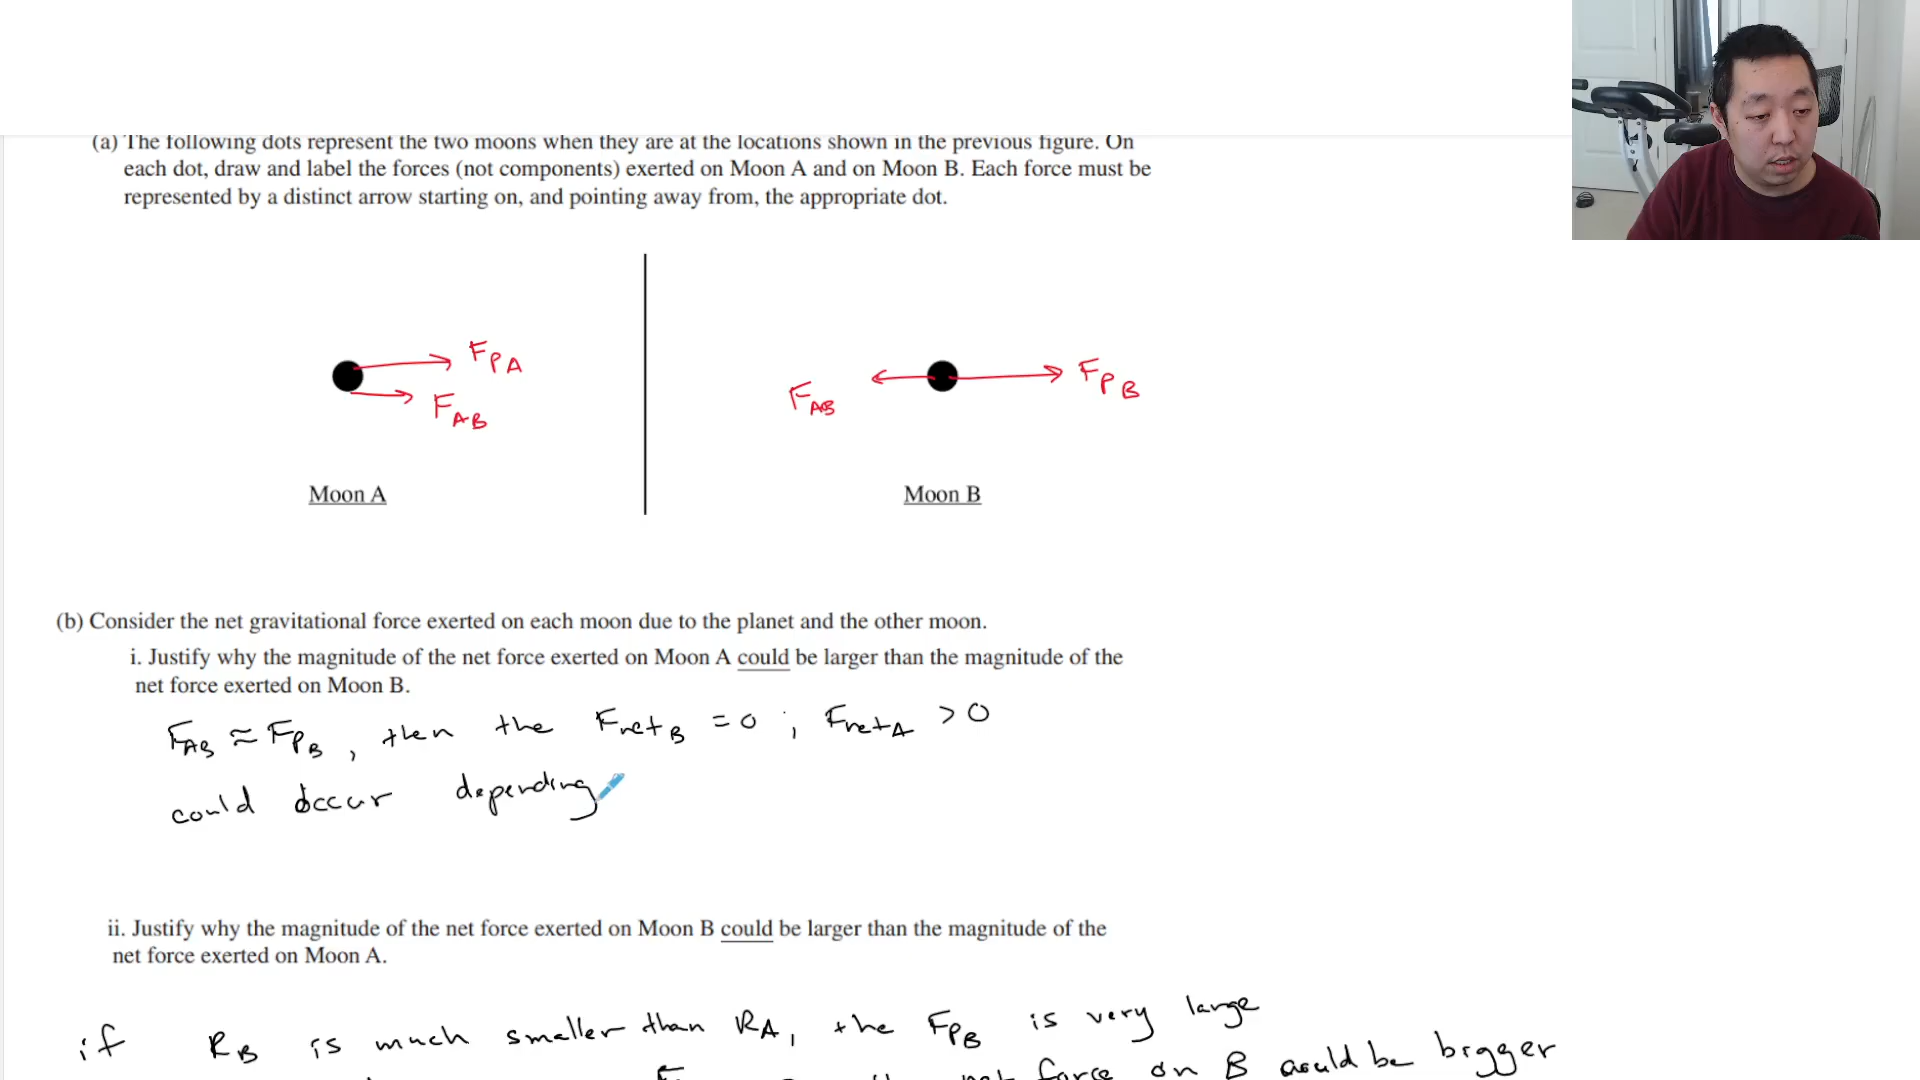 (a) The following dots represent the two moons when they are at the locations shown in the previous figure. On
each dot, draw and label the forces (not components) exerted on Moon A and on Moon B. Each force must be
represented by a distinct arrow starting on, and pointing away from, the appropriate dot.
F_PA
F_AB
F_AB
F_PB
Moon A
Moon B
(b) Consider the net gravitational force exerted on each moon due to the planet and the other moon.
i. Justify why the magnitude of the net force exerted on Moon A could be larger than the magnitude of the
net force exerted on Moon B.
F_AB ≈ F_PB, then the F_net_B = 0 ; F_net_A > 0
could occur depending
ii. Justify why the magnitude of the net force exerted on Moon B could be larger than the magnitude of the
net force exerted on Moon A.
if R_B is much smaller than R_A, the F_PB is very large
net force on B could be bigger